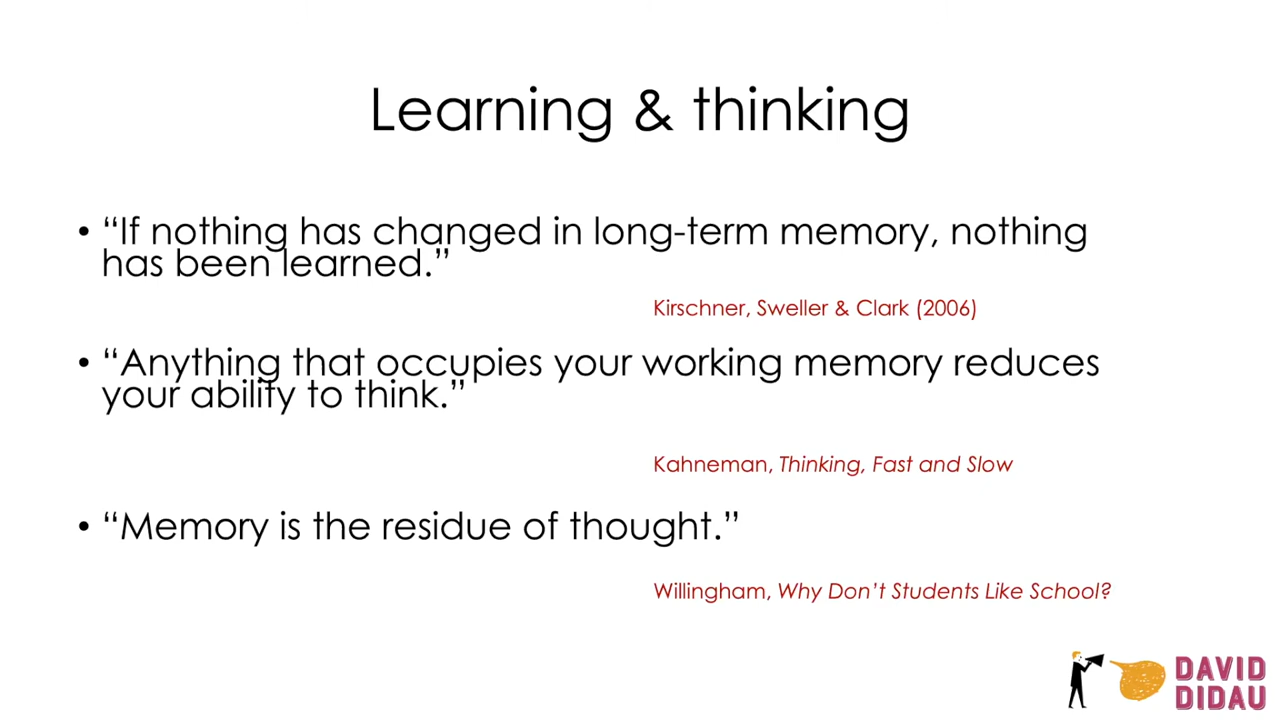 Learning & thinking
• “If nothing has changed in long-term memory, nothing
has been learned.”
Kirschner, Sweller & Clark (2006)
• “Anything that occupies your working memory reduces
your ability to think.”
Kahneman, Thinking, Fast and Slow
• “Memory is the residue of thought.”
Willingham, Why Don’t Students Like School?
DAVID
DIDAU